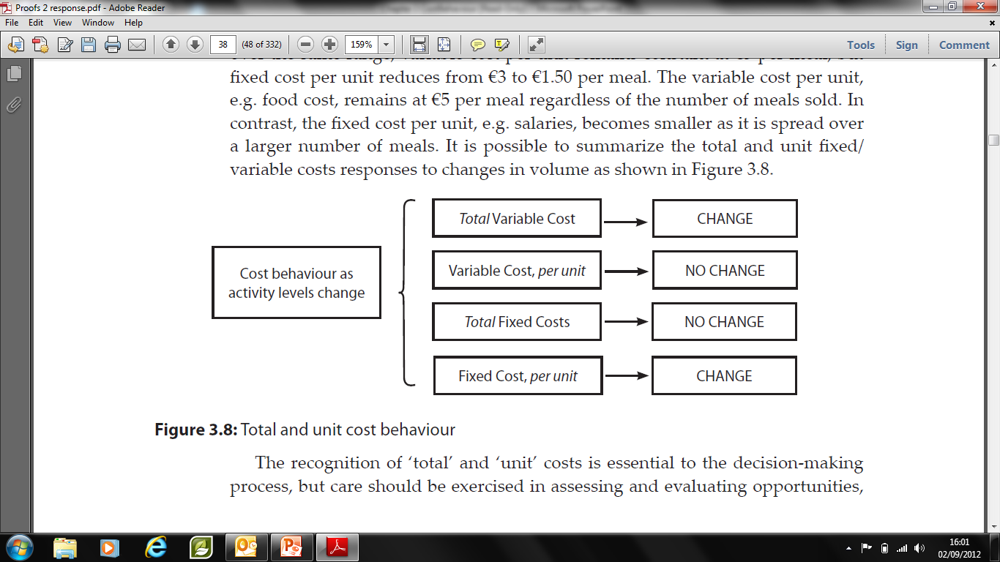 Proofs 2 response.pdf - Adobe Reader
File Edit View Window Help
38 (48 of 332) 159% Tools Sign Comment
fixed cost per unit reduces from €3 to €1.50 per meal. The variable cost per unit,
e.g. food cost, remains at €5 per meal regardless of the number of meals sold. In
contrast, the fixed cost per unit, e.g. salaries, becomes smaller as it is spread over
a larger number of meals. It is possible to summarize the total and unit fixed/
variable costs responses to changes in volume as shown in Figure 3.8.
Cost behaviour as
activity levels change
Total Variable Cost CHANGE
Variable Cost, per unit NO CHANGE
Total Fixed Costs NO CHANGE
Fixed Cost, per unit CHANGE
Figure 3.8: Total and unit cost behaviour
The recognition of ‘total’ and ‘unit’ costs is essential to the decision-making
process, but care should be exercised in assessing and evaluating opportunities,
16:01
02/09/2012